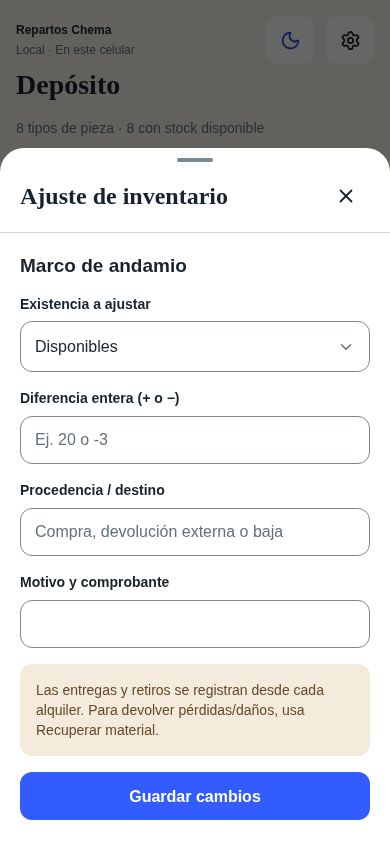 Repartos Chema
Local · En este celular
Depósito
8 tipos de pieza · 8 con stock disponible
Ajuste de inventario
Marco de andamio
Existencia a ajustar
Disponibles
Diferencia entera (+ o −)
Ej. 20 o -3
Procedencia / destino
Compra, devolución externa o baja
Motivo y comprobante
Las entregas y retiros se registran desde cada
alquiler. Para devolver pérdidas/daños, usa
Recuperar material.
Guardar cambios